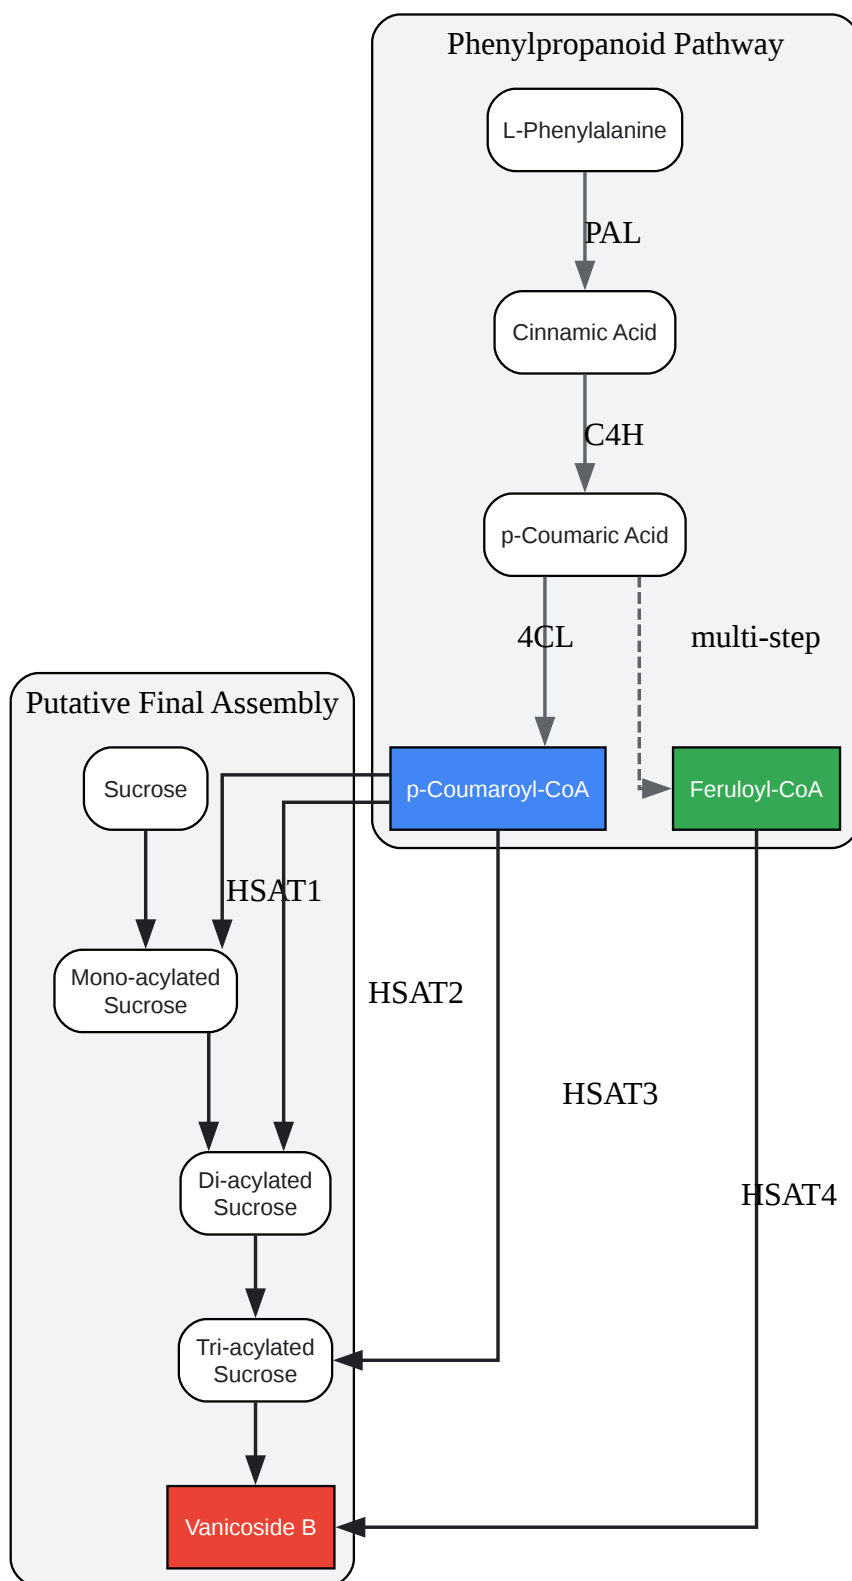 Phenylpropanoid Pathway
L-Phenylalanine
PAL
Cinnamic Acid
C4H
p-Coumaric Acid
4CL
multi-step
Putative Final Assembly
Sucrose
p-Coumaroyl-CoA
Feruloyl-CoA
HSAT1
Mono-acylated
Sucrose
HSAT2
HSAT3
Di-acylated
Sucrose
HSAT4
Tri-acylated
Sucrose
Vanicoside B